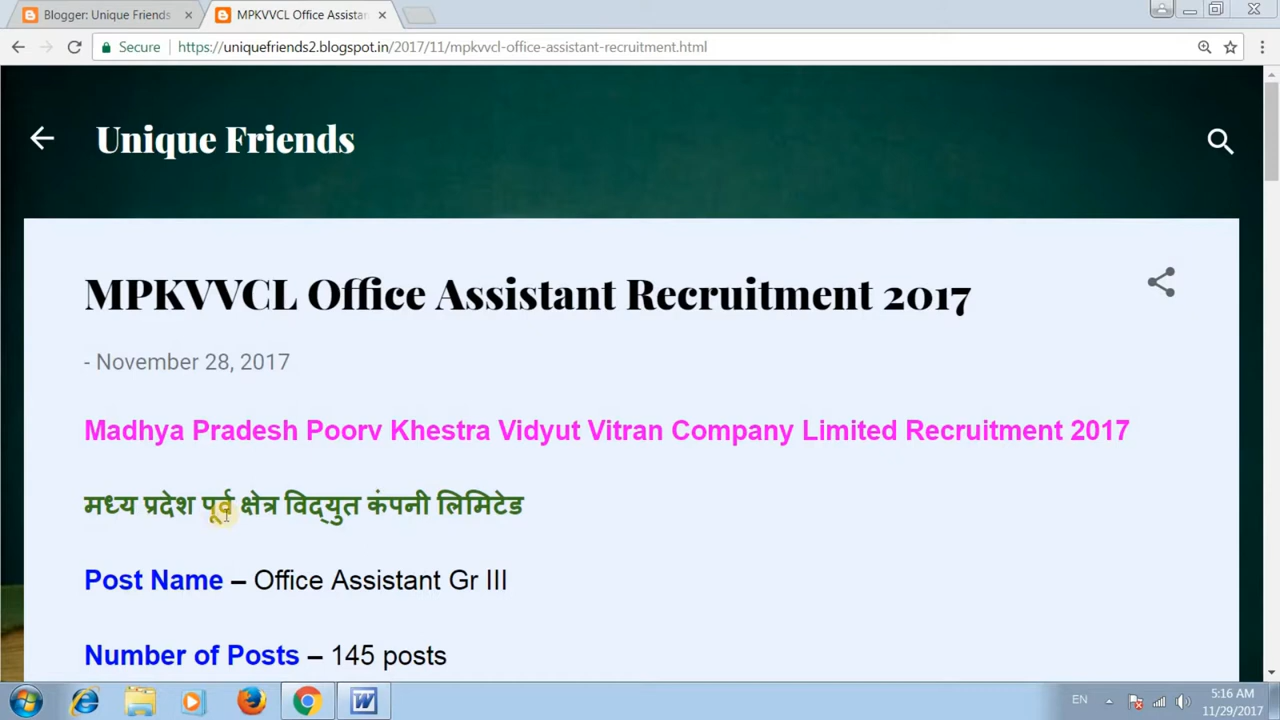 Blogger: Unique Friends
MPKVVCL Office Assistan
Secure
https://uniquefriends2.blogspot.in/2017/11/mpkvvcl-office-assistant-recruitment.html
Unique Friends
MPKVVCL Office Assistant Recruitment 2017
- November 28, 2017
Madhya Pradesh Poorv Khestra Vidyut Vitran Company Limited Recruitment 2017
मध्य प्रदेश पूर्व क्षेत्र विद्युत कंपनी लिमिटेड
Post Name – Office Assistant Gr III
Number of Posts – 145 posts
EN
5:16 AM
11/29/2017